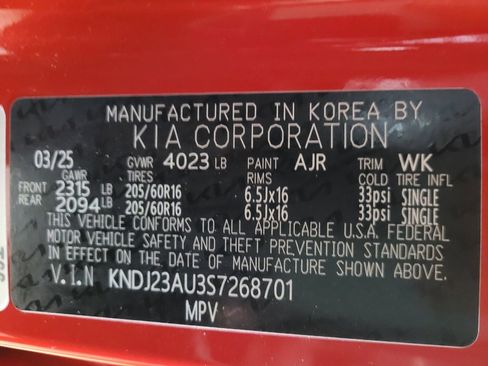 MANUFACTURED IN KOREA BY
KIA CORPORATION
03/25 GVWR 4023 LB PAINT AJR TRIM WK
GAWR TIRES RIMS COLD TIRE INFL
FRONT 2315 LB 205/60R16 6.5Jx16 33psi SINGLE
REAR 2094 LB 205/60R16 6.5Jx16 33psi SINGLE
THIS VEHICLE CONFORMS TO ALL APPLICABLE U.S.A. FEDERAL
MOTOR VEHICLE SAFETY AND THEFT PREVENTION STANDARDS
IN EFFECT ON THE DATE OF MANUFACTURE SHOWN ABOVE.
V.I.N KNDJ23AU3S7268701
MPV